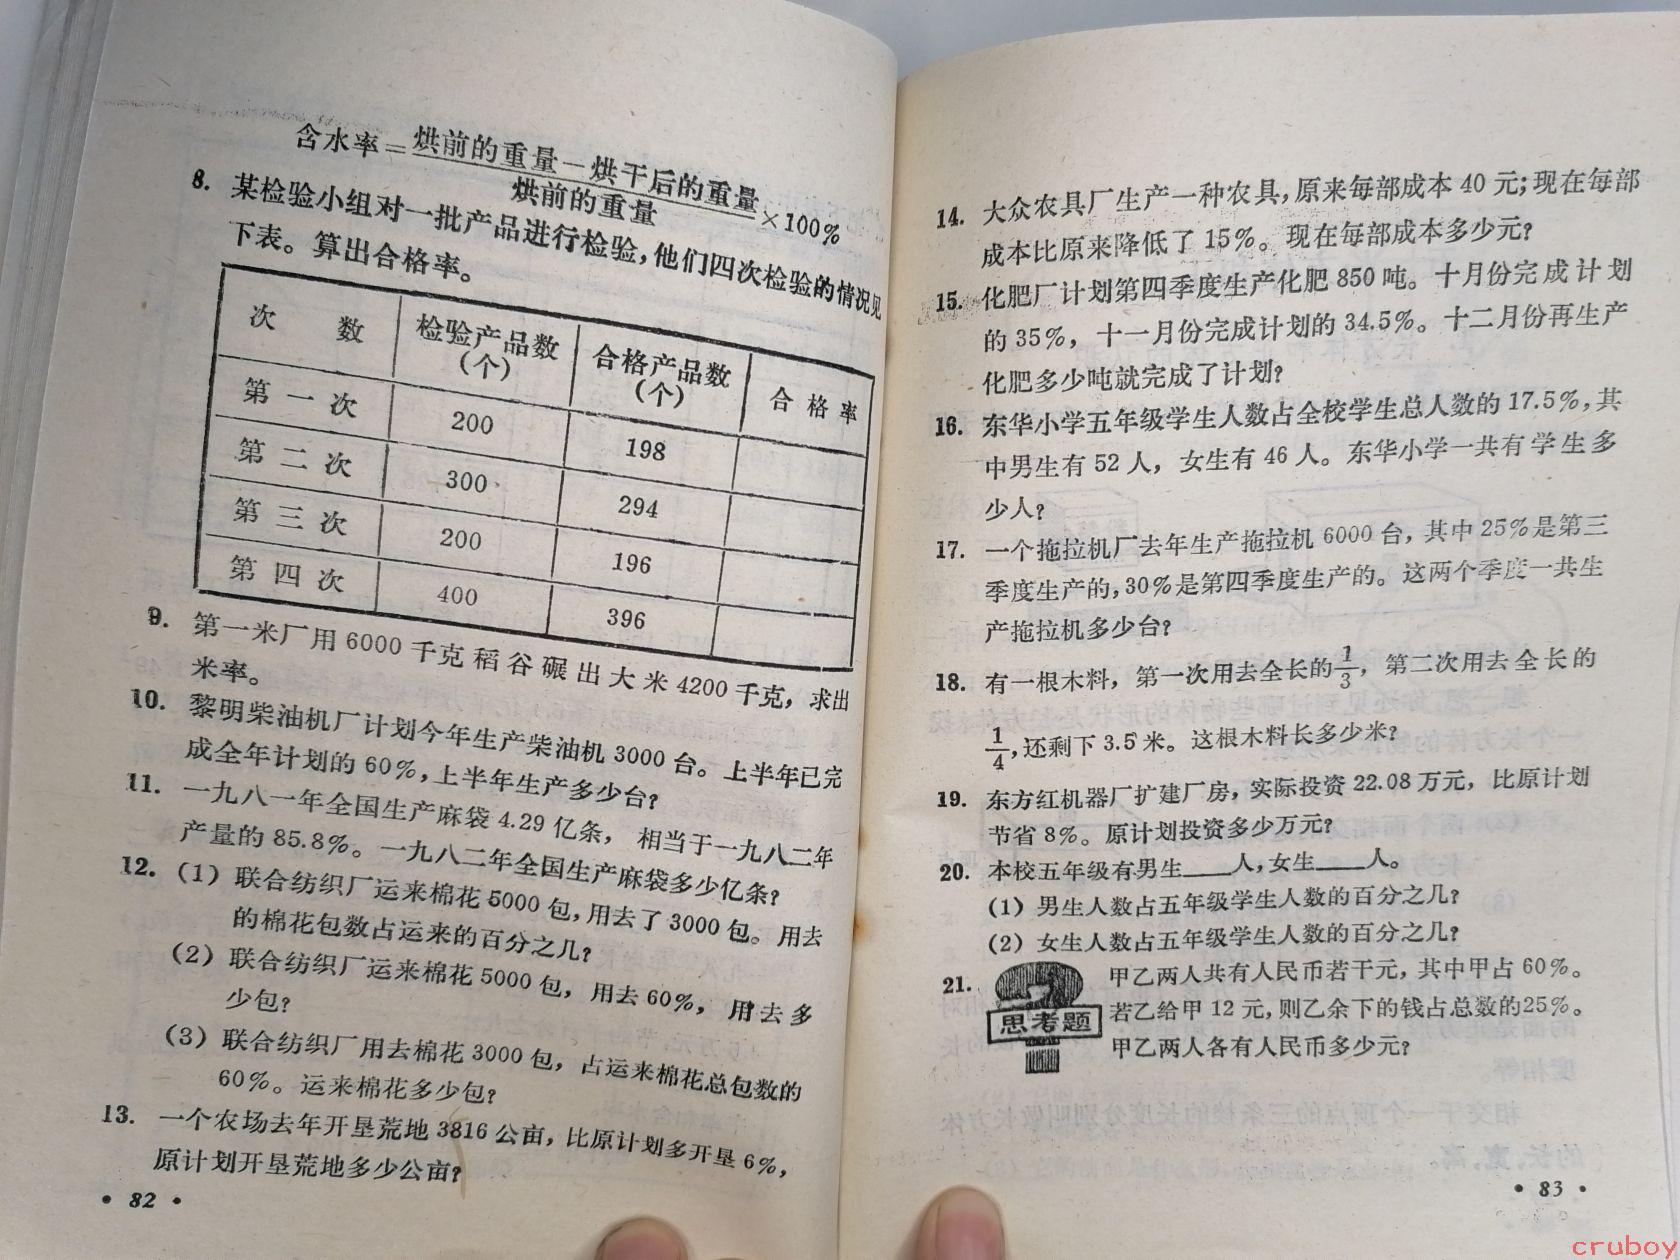 含水率=烘前的重量-烘干后的重量/烘前的重量×100%
8. 某检验小组对一批产品进行检验,他们四次检验的情况见
下表。算出合格率。
次 数 检验产品数(个) 合格产品数(个) 合格率
第一次 200 198
第二次 300 294
第三次 200 196
第四次 400 396
9. 第一米厂用6000千克稻谷碾出大米4200千克,求出
米率。
10. 黎明柴油机厂计划今年生产柴油机3000台。上半年已完
成全年计划的60%,上半年生产多少台?
11. 一九八一年全国生产麻袋4.29亿条,相当于一九八二年
产量的85.8%。一九八二年全国生产麻袋多少亿条?
12. (1) 联合纺织厂运来棉花5000包,用去了3000包。用去
的棉花包数占运来的百分之几?
(2) 联合纺织厂运来棉花5000包,用去60%,用去多
少包?
(3) 联合纺织厂用去棉花3000包,占运来棉花总包数的
60%。运来棉花多少包?
13. 一个农场去年开垦荒地3816公亩,比原计划多开垦6%,
原计划开垦荒地多少公亩?
• 82 •
14. 大众农具厂生产一种农具,原来每部成本40元;现在每部
成本比原来降低了15%。现在每部成本多少元?
15. 化肥厂计划第四季度生产化肥850吨。十月份完成计划
的35%,十一月份完成计划的34.5%。十二月份再生产
化肥多少吨就完成了计划?
16. 东华小学五年级学生人数占全校学生总人数的17.5%,其
中男生有52人,女生有46人。东华小学一共有学生多
少人?
17. 一个拖拉机厂去年生产拖拉机6000台,其中25%是第三
季度生产的,30%是第四季度生产的。这两个季度一共生
产拖拉机多少台?
18. 有一根木料,第一次用去全长的1/3,第二次用去全长的
1/4,还剩下3.5米。这根木料长多少米?
19. 东方红机器厂扩建厂房,实际投资22.08万元,比原计划
节省8%。原计划投资多少万元?
20. 本校五年级有男生____人,女生____人。
(1) 男生人数占五年级学生人数的百分之几?
(2) 女生人数占五年级学生人数的百分之几?
21. 思考题 甲乙两人共有人民币若干元,其中甲占60%。
若乙给甲12元,则乙余下的钱占总数的25%。
甲乙两人各有人民币多少元?
• 83 •
cruboy